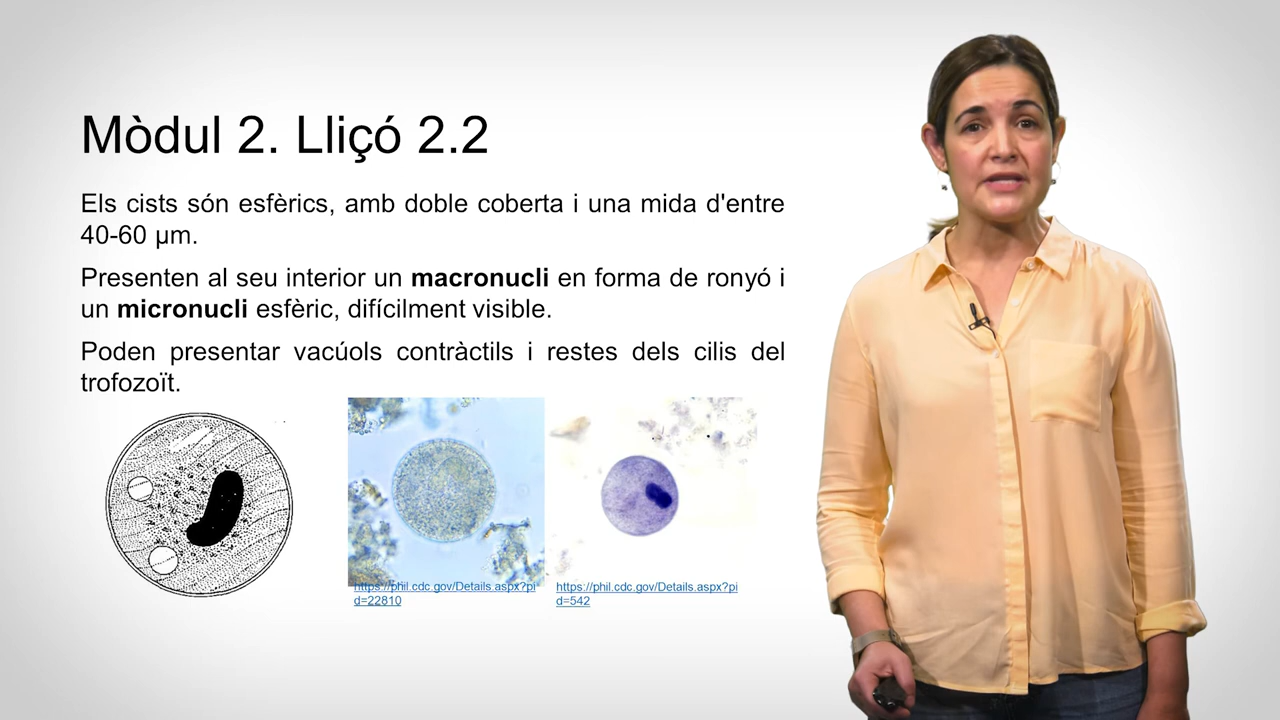 Mòdul 2. Lliçó 2.2
Els cists són esfèrics, amb doble coberta i una mida d'entre
40-60 µm.
Presenten al seu interior un macronucli en forma de ronyó i
un micronucli esfèric, difícilment visible.
Poden presentar vacúols contràctils i restes dels cilis del
trofozoït.
https://phil.cdc.gov/Details.aspx?pi
d=22810
https://phil.cdc.gov/Details.aspx?pi
d=542